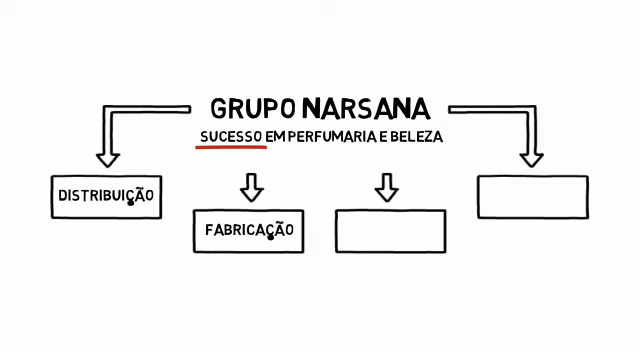 GRUPO NARSANA
SUCESSO EM PERFUMARIA E BELEZA
DISTRIBUIÇÃO
FABRICAÇÃO